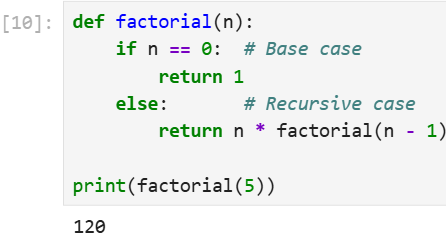 [10]: def factorial(n):
    if n == 0:  # Base case
        return 1
    else:       # Recursive case
        return n * factorial(n - 1)

print(factorial(5))
120